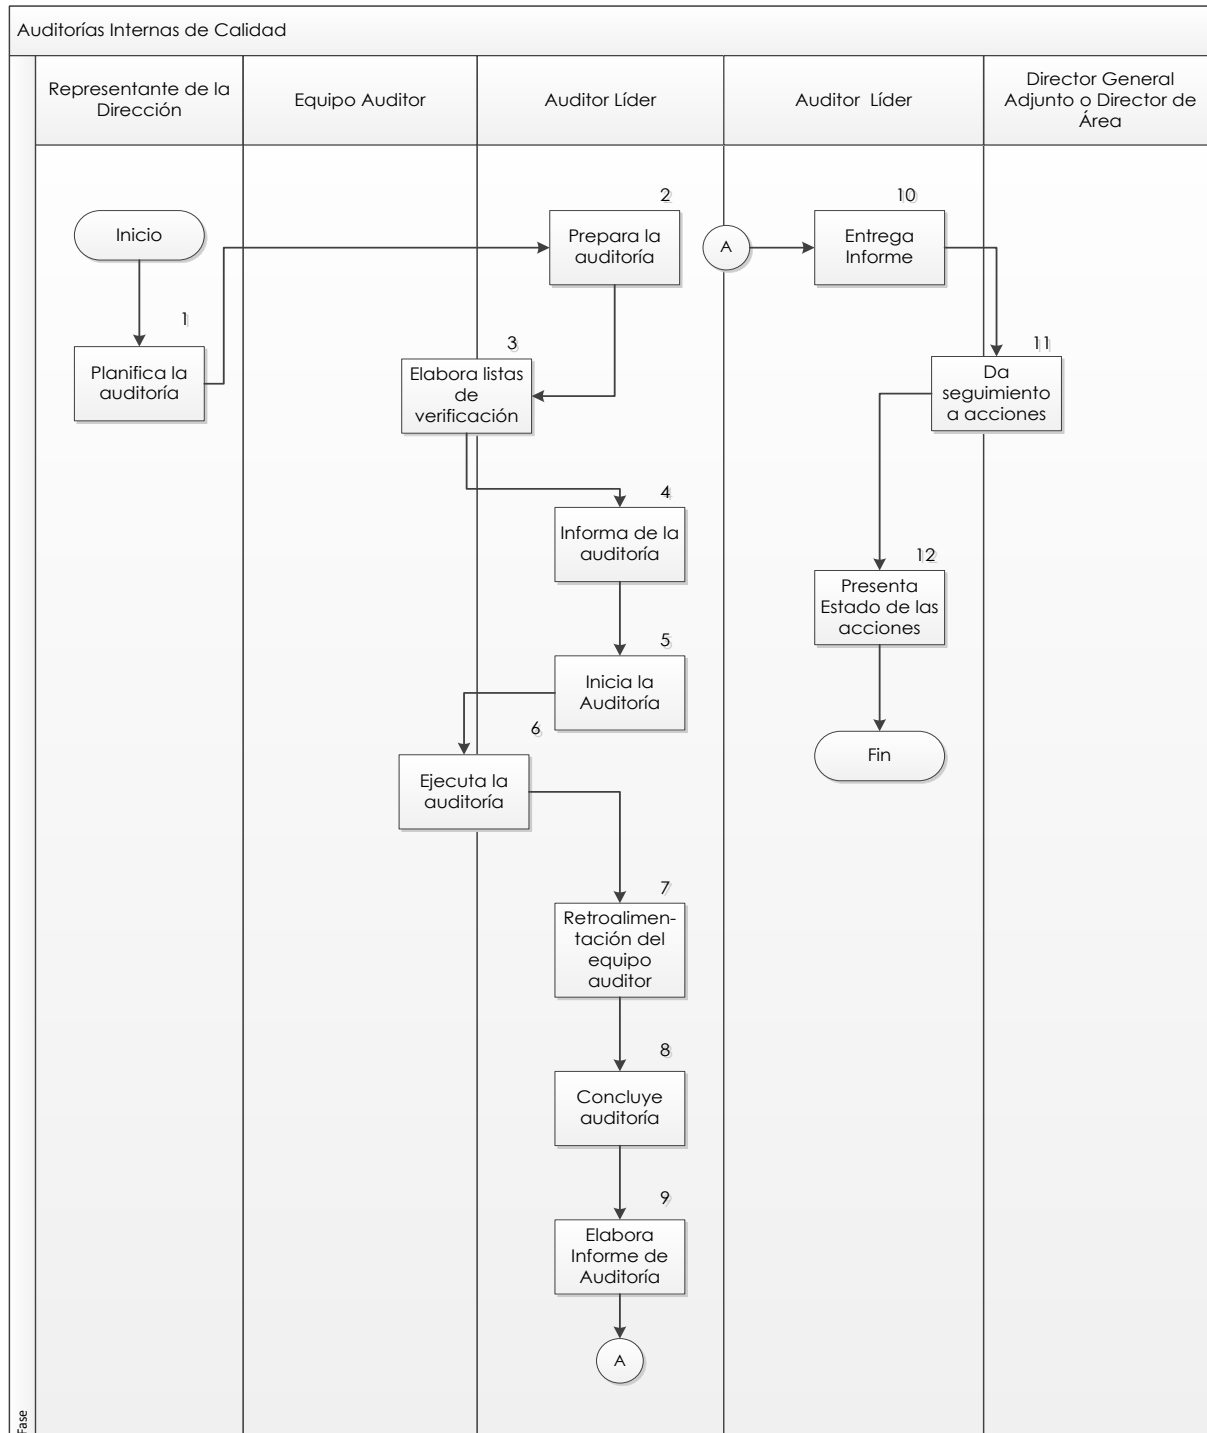 Auditorías Internas de Calidad
Fase
Representante de la
Dirección
Equipo Auditor
Auditor Líder
Auditor Líder
Director General
Adjunto o Director de
Área
Inicio
1
Planifica la
auditoría
2
Prepara la
auditoría
3
Elabora listas
de
verificación
4
Informa de la
auditoría
5
Inicia la
Auditoría
6
Ejecuta la
auditoría
7
Retroalimen-
tación del
equipo
auditor
8
Concluye
auditoría
9
Elabora
Informe de
Auditoría
A
A
10
Entrega
Informe
11
Da
seguimiento
a acciones
12
Presenta
Estado de las
acciones
Fin